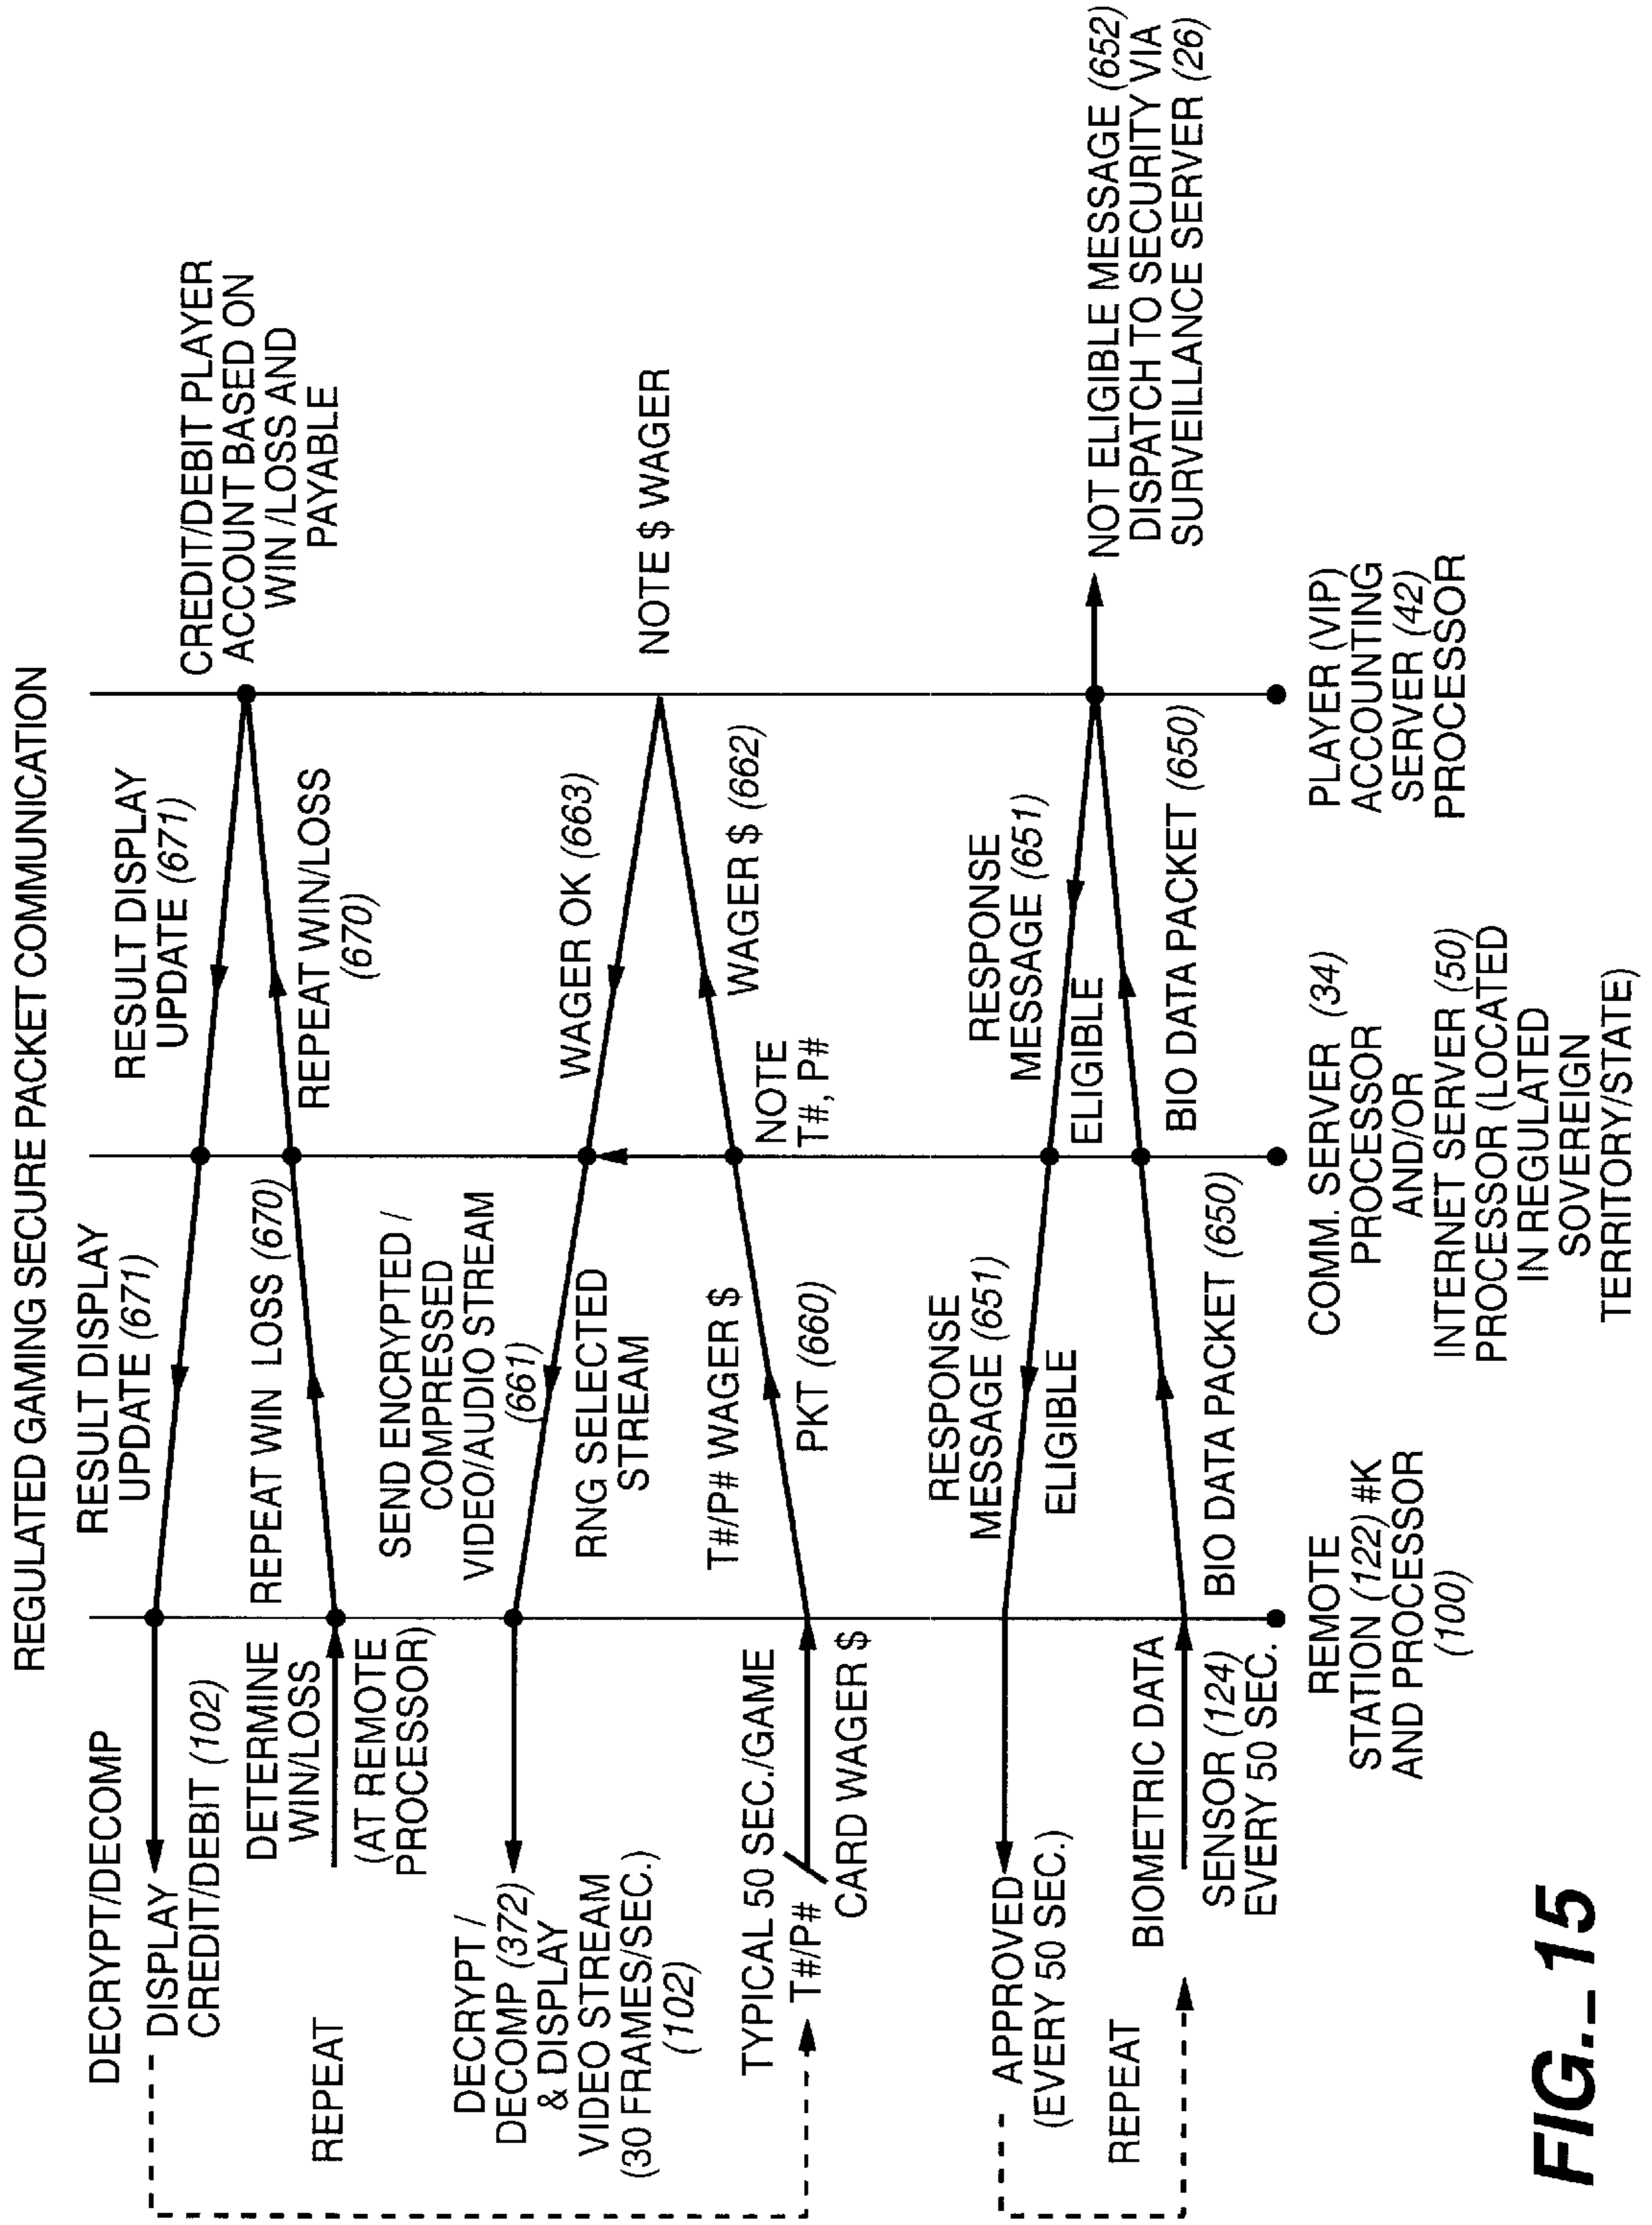 REGULATED GAMING SECURE PACKET COMMUNICATION
DECRYPT/DECOMP
DISPLAY
CREDIT/DEBIT (102)
RESULT DISPLAY
UPDATE (671)
RESULT DISPLAY
UPDATE (671)
CREDIT/DEBIT PLAYER
ACCOUNT BASED ON
WIN /LOSS AND
PAYABLE
REPEAT
DETERMINE
WIN/LOSS
(AT REMOTE
PROCESSOR)
REPEAT WIN LOSS (670)
REPEAT WIN/LOSS
(670)
DECRYPT /
DECOMP (372)
& DISPLAY
VIDEO STREAM
(30 FRAMES/SEC.)
(102)
SEND ENCRYPTED /
COMPRESSED
VIDEO/AUDIO STREAM
(661)
RNG SELECTED
STREAM
WAGER OK (663)
NOTE $ WAGER
TYPICAL 50 SEC./GAME
T#/P#
CARD WAGER $
T#/P# WAGER $
PKT (660)
NOTE
T#, P#
WAGER $ (662)
APPROVED
(EVERY 50 SEC.)
REPEAT
RESPONSE
MESSAGE (651)
ELIGIBLE
RESPONSE
MESSAGE (651)
ELIGIBLE
NOT ELIGIBLE MESSAGE (652)
DISPATCH TO SECURITY VIA
SURVEILLANCE SERVER (26)
BIOMETRIC DATA
SENSOR (124)
EVERY 50 SEC.
BIO DATA PACKET (650)
BIO DATA PACKET (650)
REMOTE
STATION (122) #K
AND PROCESSOR
(100)
COMM. SERVER (34)
PROCESSOR
AND/OR
INTERNET SERVER (50)
PROCESSOR (LOCATED
IN REGULATED
SOVEREIGN
TERRITORY/STATE)
PLAYER (VIP)
ACCOUNTING
SERVER (42)
PROCESSOR
FIG._15